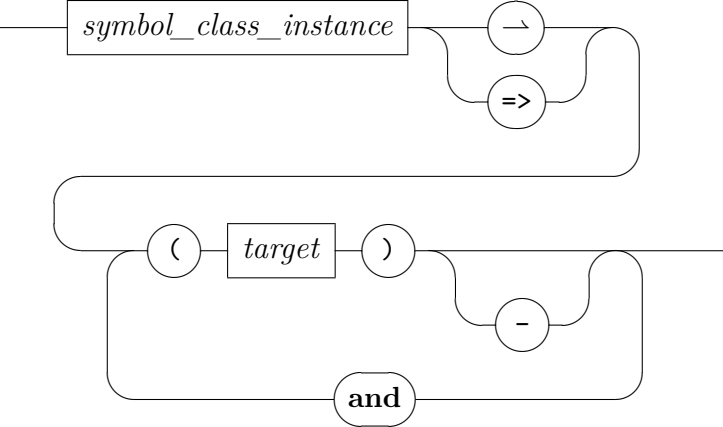 symbol_class_instance ⇀
=>
( target )
-
and